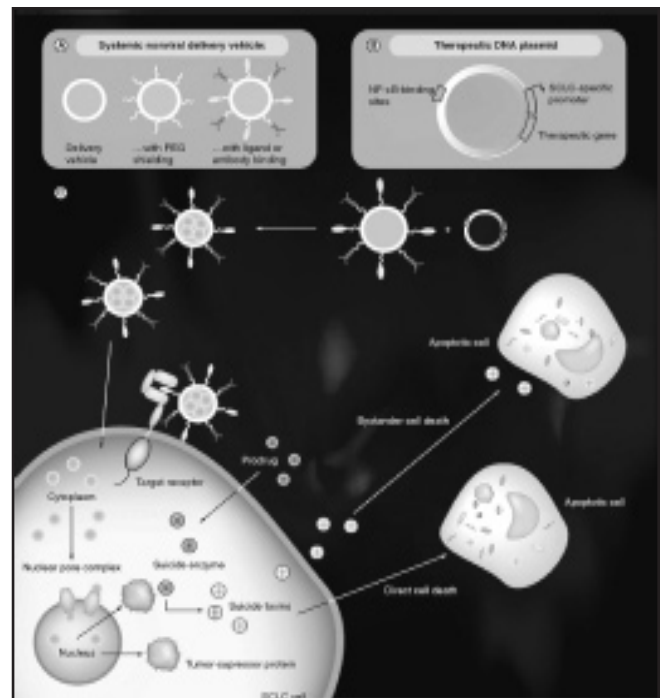 A Systemic nonviral delivery vehicle
Delivery
vehicle
...with PEG
shielding
...with ligand or
antibody binding
B Therapeutic DNA plasmid
NF-κB-binding
sites
SCLC-specific
promoter
Therapeutic gene
+
Apoptotic cell
Bystander cell death
Prodrug
Target receptor
Cytoplasm
Apoptotic cell
Nuclear pore complex
Suicide enzyme
Suicide toxins
Direct cell death
Nucleus
Tumor-supressor protein
SCLC cell